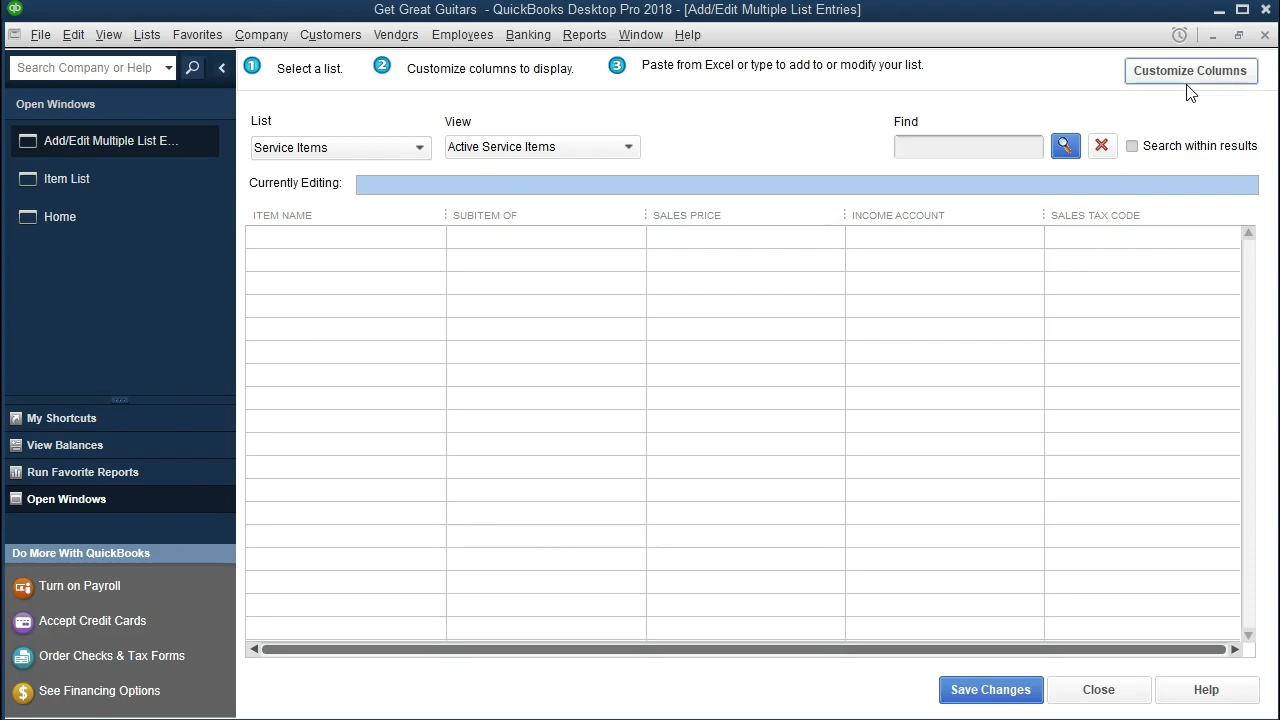 qb Get Great Guitars - QuickBooks Desktop Pro 2018 - [Add/Edit Multiple List Entries]
File Edit View Lists Favorites Company Customers Vendors Employees Banking Reports Window Help
Search Company or Help
1 Select a list. 2 Customize columns to display. 3 Paste from Excel or type to add to or modify your list.
Customize Columns
Open Windows
Add/Edit Multiple List E...
Item List
Home
List View Find
Service Items Active Service Items Search within results
Currently Editing:
ITEM NAME SUBITEM OF SALES PRICE INCOME ACCOUNT SALES TAX CODE
My Shortcuts
View Balances
Run Favorite Reports
Open Windows
Do More With QuickBooks
Turn on Payroll
Accept Credit Cards
Order Checks & Tax Forms
$ See Financing Options
Save Changes Close Help